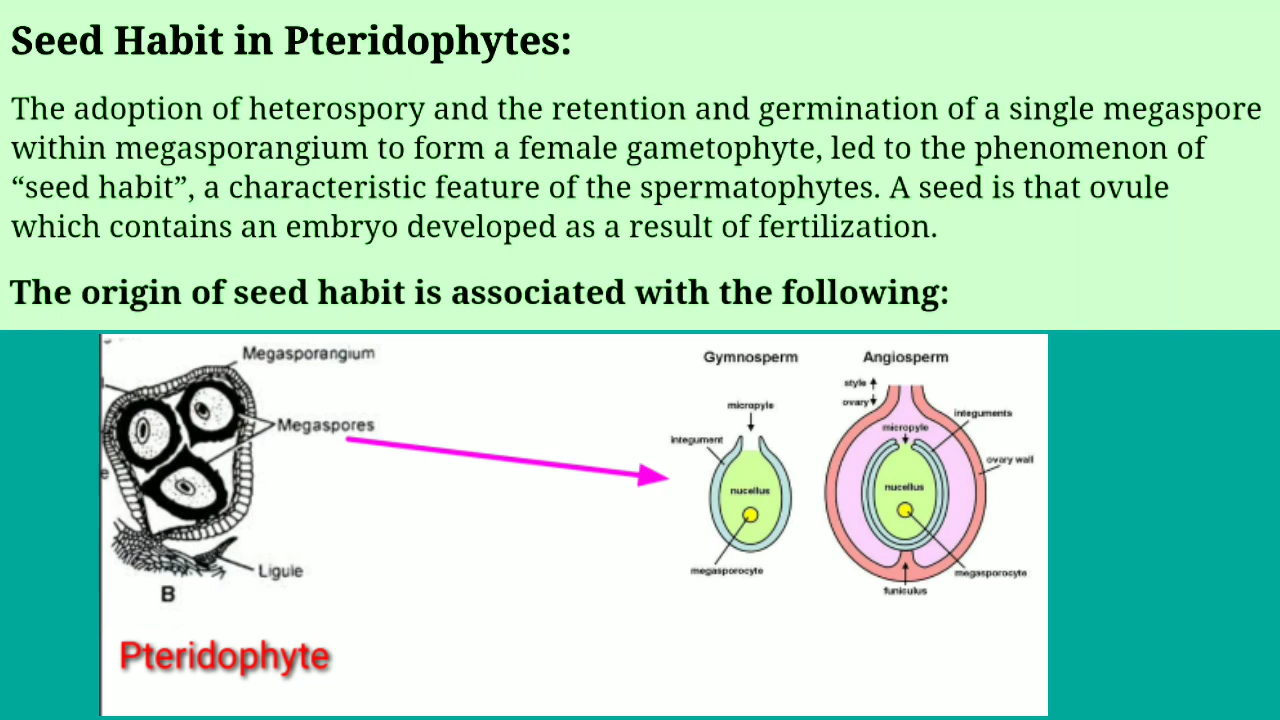 Seed Habit in Pteridophytes:
The adoption of heterospory and the retention and germination of a single megaspore
within megasporangium to form a female gametophyte, led to the phenomenon of
“seed habit”, a characteristic feature of the spermatophytes. A seed is that ovule
which contains an embryo developed as a result of fertilization.
The origin of seed habit is associated with the following:
Megasporangium
Megaspores
Ligule
B
Pteridophyte
Gymnosperm
micropyle
integument
nucellus
megasporocyte
Angiosperm
style
ovary
integuments
micropyle
ovary wall
nucellus
megasporocyte
funiculus